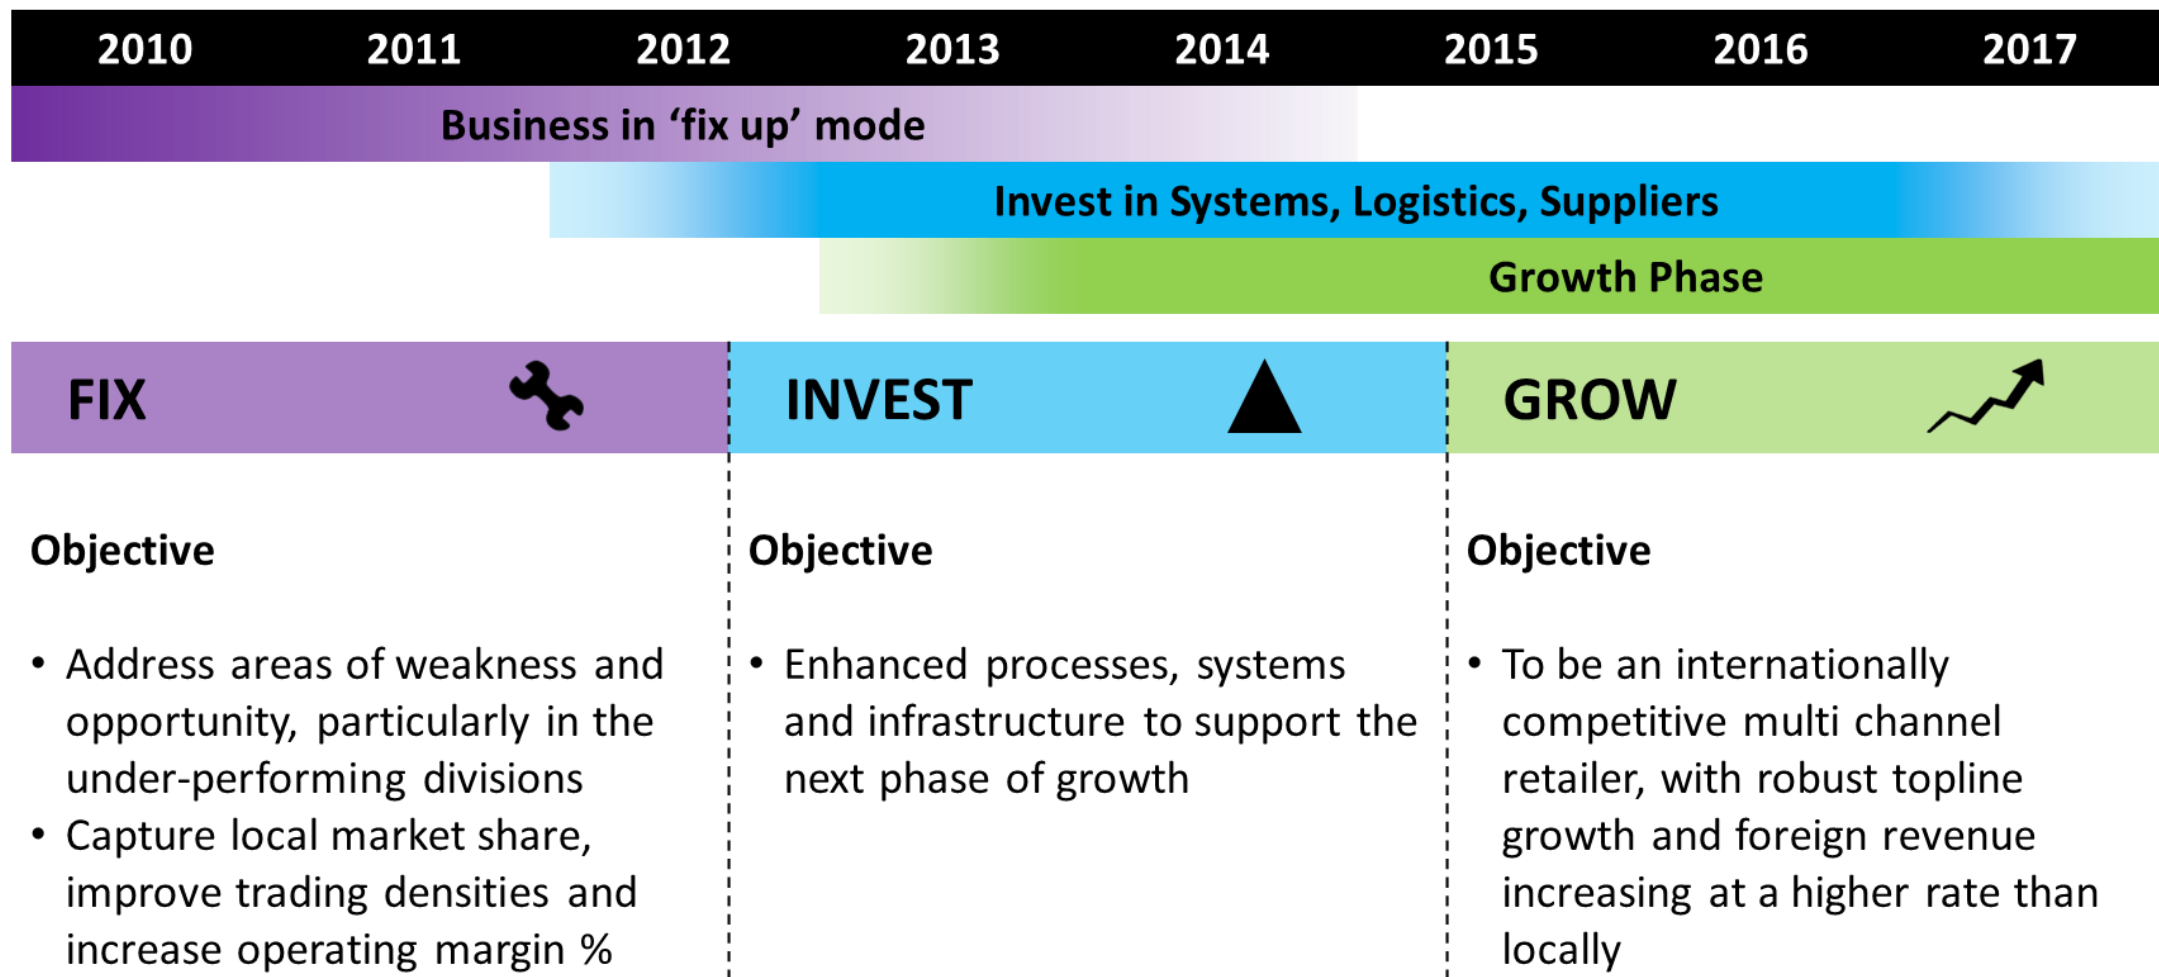 2010 2011 2012 2013 2014 2015 2016 2017
Business in ‘fix up’ mode
Invest in Systems, Logistics, Suppliers
Growth Phase
FIX
Objective
• Address areas of weakness and
opportunity, particularly in the
under-performing divisions
• Capture local market share,
improve trading densities and
increase operating margin %
INVEST
Objective
• Enhanced processes, systems
and infrastructure to support the
next phase of growth
GROW
Objective
• To be an internationally
competitive multi channel
retailer, with robust topline
growth and foreign revenue
increasing at a higher rate than
locally